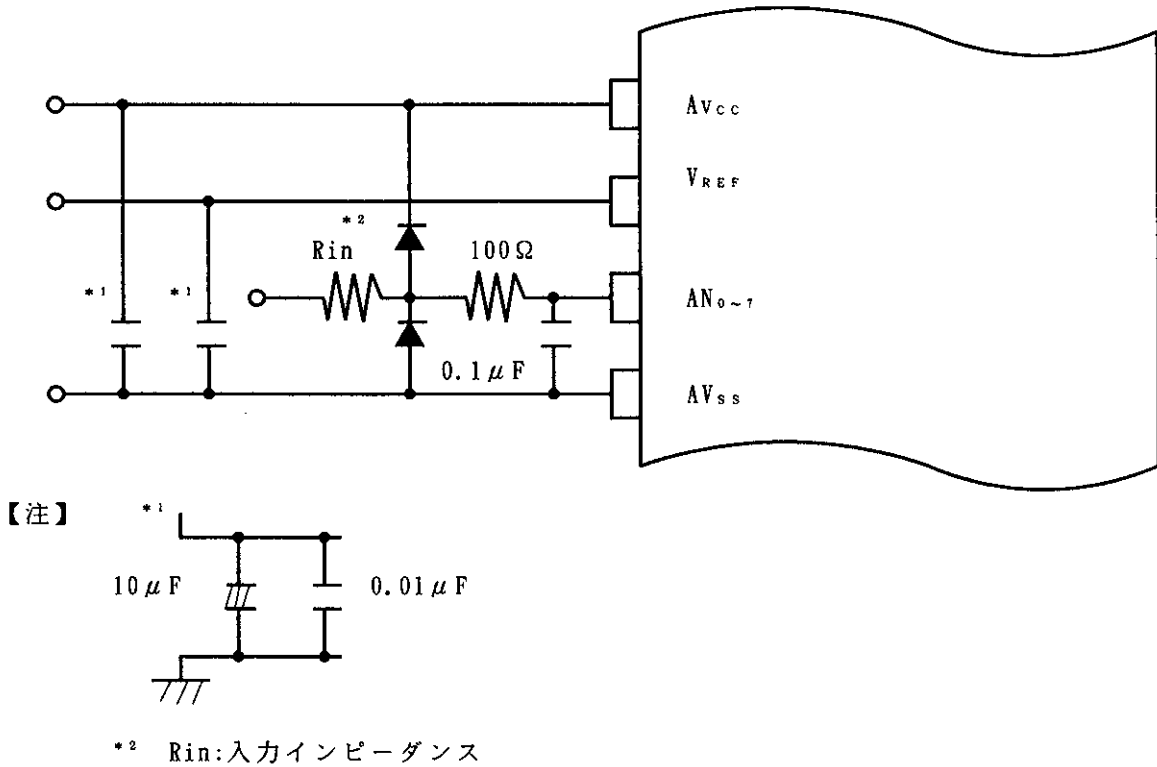 AVcc
VREF
*2
Rin 100Ω
*1 *1
AN0~7
0.1μF
AVss
【注】 *1
10μF 0.01μF
*2 Rin:入力インピーダンス